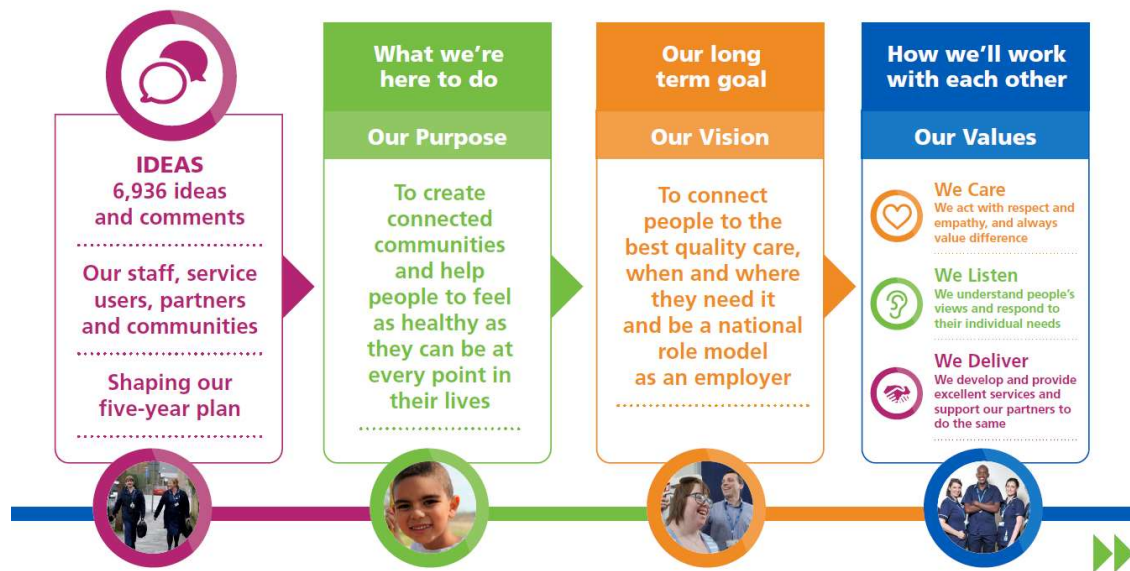 IDEAS
6,936 ideas
and comments
Our staff, service
users, partners
and communities
Shaping our
five-year plan
What we're
here to do
Our Purpose
To create
connected
communities
and help
people to feel
as healthy as
they can be at
every point in
their lives
Our long
term goal
Our Vision
To connect
people to the
best quality care,
when and where
they need it
and be a national
role model
as an employer
How we'll work
with each other
Our Values
We Care
We act with respect and
empathy, and always
value difference
We Listen
We understand people's
views and respond to
their individual needs
We Deliver
We develop and provide
excellent services and
support our partners to
do the same